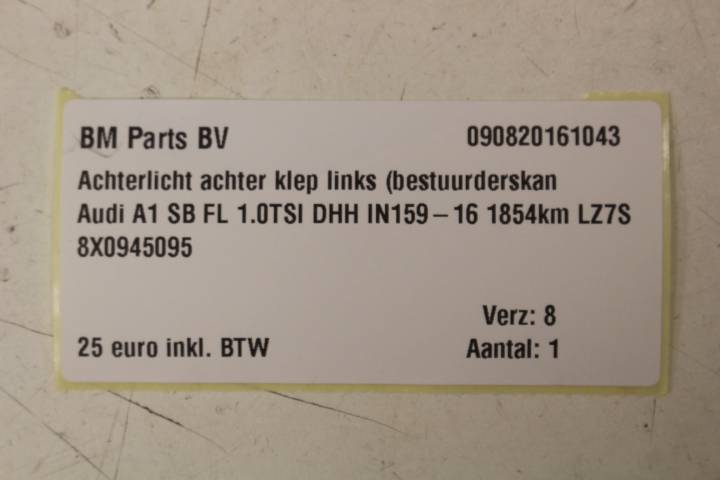 BM Parts BV 090820161043
Achterlicht achter klep links (bestuurderskan
Audi A1 SB FL 1.0TSI DHH IN159-16 1854km LZ7S
8X0945095
Verz: 8
25 euro inkl. BTW Aantal: 1